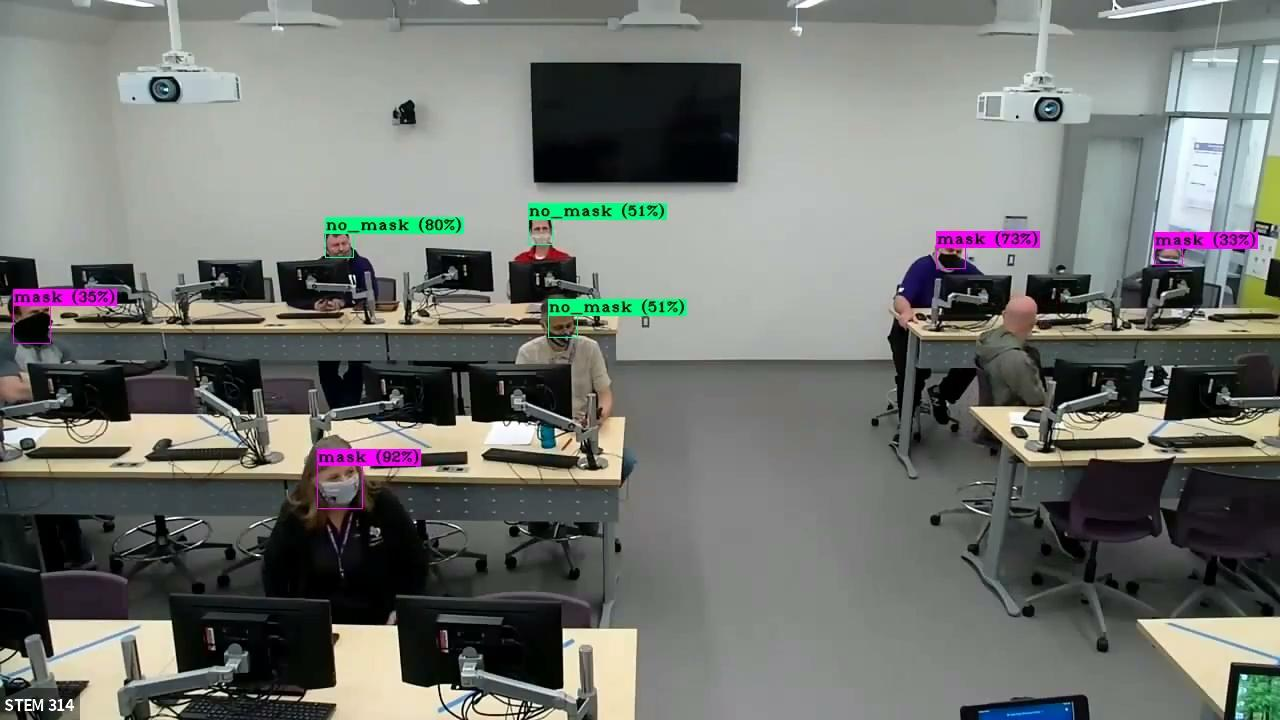 no_mask (51%)
no_mask (80%)
mask (73%)
mask (33%)
mask (35%)
no_mask (51%)
mask (92%)
STEM 314